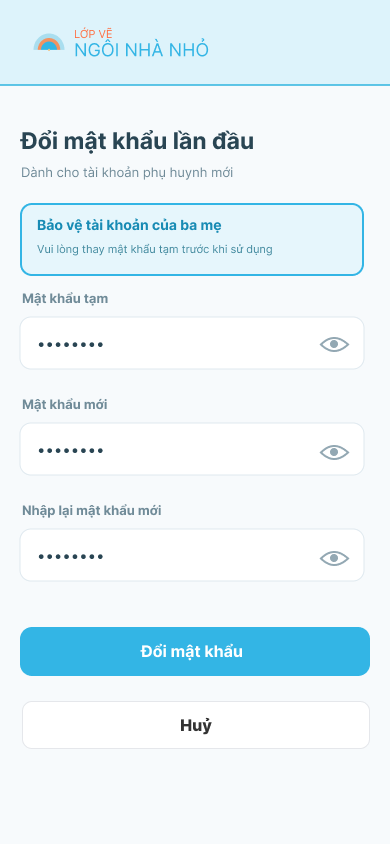 LỚP VẼ
NGÔI NHÀ NHỎ
Đổi mật khẩu lần đầu
Dành cho tài khoản phụ huynh mới
Bảo vệ tài khoản của ba mẹ
Vui lòng thay mật khẩu tạm trước khi sử dụng
Mật khẩu tạm
••••••••
Mật khẩu mới
••••••••
Nhập lại mật khẩu mới
••••••••
Đổi mật khẩu
Huỷ